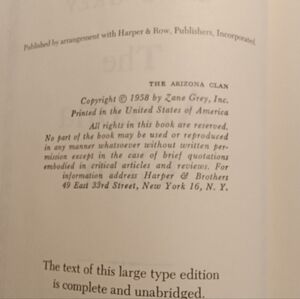 Published by arrangement with Harper & Row, Publishers, Incorporated
THE ARIZONA CLAN
Copyright © 1958 by Zane Grey, Inc.
Printed in the United States of America
All rights in this book are reserved.
No part of the book may be used or reproduced
in any manner whatsoever without written per-
mission except in the case of brief quotations
embodied in critical articles and reviews. For
information address Harper & Brothers
49 East 33rd Street, New York 16, N. Y.
The text of this large type edition
is complete and unabridged.